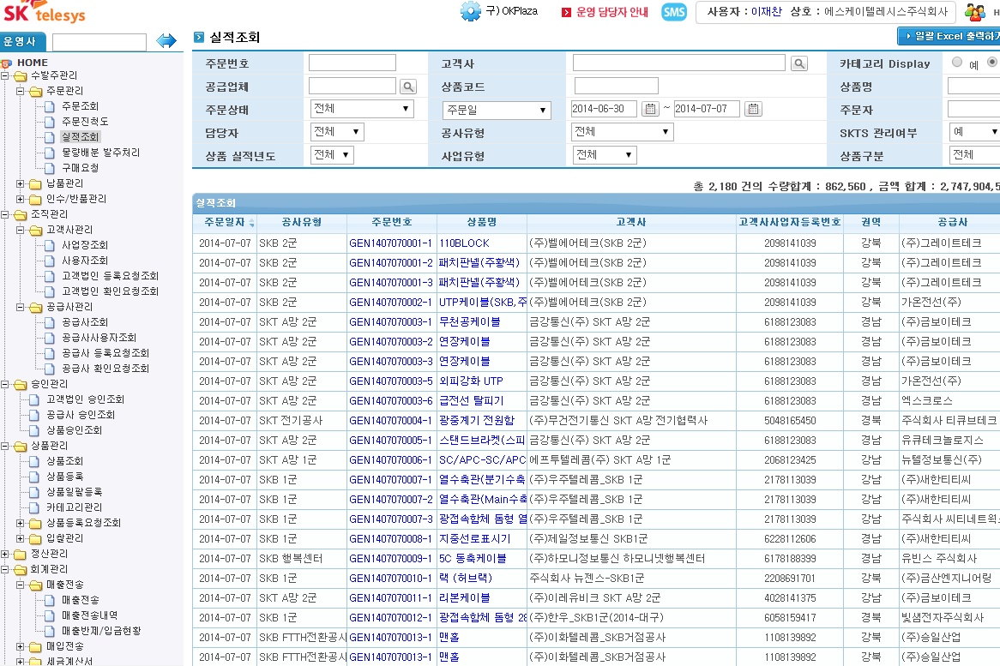 SK telesys
구) OKPlaza
운영 담당자 안내
SMS
사용자 : 이재찬 상호 : 에스케이텔레시스주식회사
H
운영사
실적조회
일괄 Excel 출력하기
HOME
수발주관리
주문관리
주문조회
주문진척도
실적조회
물량배분 발주처리
구매요청
납품관리
인수/반품관리
조직관리
고객사관리
사업장조회
사용자조회
고객법인 등록요청조회
고객법인 확인요청조회
공급사관리
공급사조회
공급사사용자조회
공급사 등록요청조회
공급사 확인요청조회
승인관리
고객법인 승인조회
공급사 승인조회
상품승인조회
상품관리
상품조회
상품등록
상품일괄등록
카테고리관리
상품등록요청조회
입찰관리
정산관리
회계관리
매출전송
매출전송
매출전송내역
매출반제/입금현황
매입전송
세금계산서
주문번호 고객사 카테고리 Display 예
공급업체 상품코드 상품명
주문상태 전체 주문일 2014-06-30 ~ 2014-07-07 주문자
담당자 전체 공사유형 전체 SKTS 관리여부 예
상품 실적년도 전체 사업유형 전체 상품구분 전체
총 2,180 건의 수량합계 : 862,560 , 금액 합계 : 2,747,904,5
실적조회
주문일자 공사유형 주문번호 상품명 고객사 고객사사업자등록번호 권역 공급사
2014-07-07 SKB 2군 GEN1407070001-1 110BLOCK (주)벨에어테크(SKB 2군) 2098141039 강북 (주)그레이트테크
2014-07-07 SKB 2군 GEN1407070001-2 패치판넬(주황색) (주)벨에어테크(SKB 2군) 2098141039 강북 (주)그레이트테크
2014-07-07 SKB 2군 GEN1407070001-3 패치판넬(주황색) (주)벨에어테크(SKB 2군) 2098141039 강북 (주)그레이트테크
2014-07-07 SKB 2군 GEN1407070002-1 UTP케이블(SKB,주 (주)벨에어테크(SKB 2군) 2098141039 강북 가온전선(주)
2014-07-07 SKT A망 2군 GEN1407070003-1 무천공케이블 금강통신(주) SKT A망 2군 6188123083 경남 (주)금보이테크
2014-07-07 SKT A망 2군 GEN1407070003-2 연장케이블 금강통신(주) SKT A망 2군 6188123083 경남 (주)금보이테크
2014-07-07 SKT A망 2군 GEN1407070003-3 연장케이블 금강통신(주) SKT A망 2군 6188123083 경남 (주)금보이테크
2014-07-07 SKT A망 2군 GEN1407070003-5 외피강화 UTP 금강통신(주) SKT A망 2군 6188123083 경남 가온전선(주)
2014-07-07 SKT A망 2군 GEN1407070003-6 급전선 탈피기 금강통신(주) SKT A망 2군 6188123083 경남 엑스크로스
2014-07-07 SKT 전기공사 GEN1407070004-1 광중계기 전원함 (주)무건전기통신 SKT A망 전기협력사 5048165450 경북 주식회사 티큐브테크
2014-07-07 SKT A망 2군 GEN1407070005-1 스탠드브라켓(스피 금강통신(주) SKT A망 2군 6188123083 경남 유큐테크놀로지스
2014-07-07 SKT A망 1군 GEN1407070006-1 SC/APC-SC/APC 에프투텔레콤(주) SKT A망 1군 2068123425 강남 뉴텔정보통신(주)
2014-07-07 SKB 1군 GEN1407070007-1 열수축관(분기수축 (주)우주텔레콤_SKB 1군 2178113039 강남 (주)새한티티씨
2014-07-07 SKB 1군 GEN1407070007-2 열수축관(Main수축 (주)우주텔레콤_SKB 1군 2178113039 강남 (주)새한티티씨
2014-07-07 SKB 1군 GEN1407070007-3 광접속함체 돔형 열 (주)우주텔레콤_SKB 1군 2178113039 강남 주식회사 씨티네트웍
2014-07-07 SKB 1군 GEN1407070008-1 지중선로표시기 (주)제일정보통신 SKB1군 6228112606 경남 (주)새한티티씨
2014-07-07 SKB 행복센터 GEN1407070009-1 5C 동축케이블 (주)하모니정보통신 하모니넷행복센터 6178188399 경남 유빈스 주식회사
2014-07-07 SKB 1군 GEN1407070010-1 랙 (허브랙) 주식회사 뉴젠스-SKB1군 2208691701 강북 (주)금산엔지니어링
2014-07-07 SKT A망 2군 GEN1407070011-1 리본케이블 (주)이레유비크 SKT A망 2군 4028141375 강남 (주)금보이테크
2014-07-07 SKB 1군 GEN1407070012-1 광접속함체 돔형 28 (주)한우_SKB1군(2014-대구) 6058159417 경북 빛샘전자주식회사
2014-07-07 SKB FTTH전환공사 GEN1407070013-1 맨홀 (주)이화텔레콤_SKB거점공사 1108139892 강북 (주)승일산업
2014-07-07 SKB FTTH전환공사 GEN1407070013-1 맨홀 (주)이화텔레콤_SKB거점공사 1108139892 강북 (주)승일산업